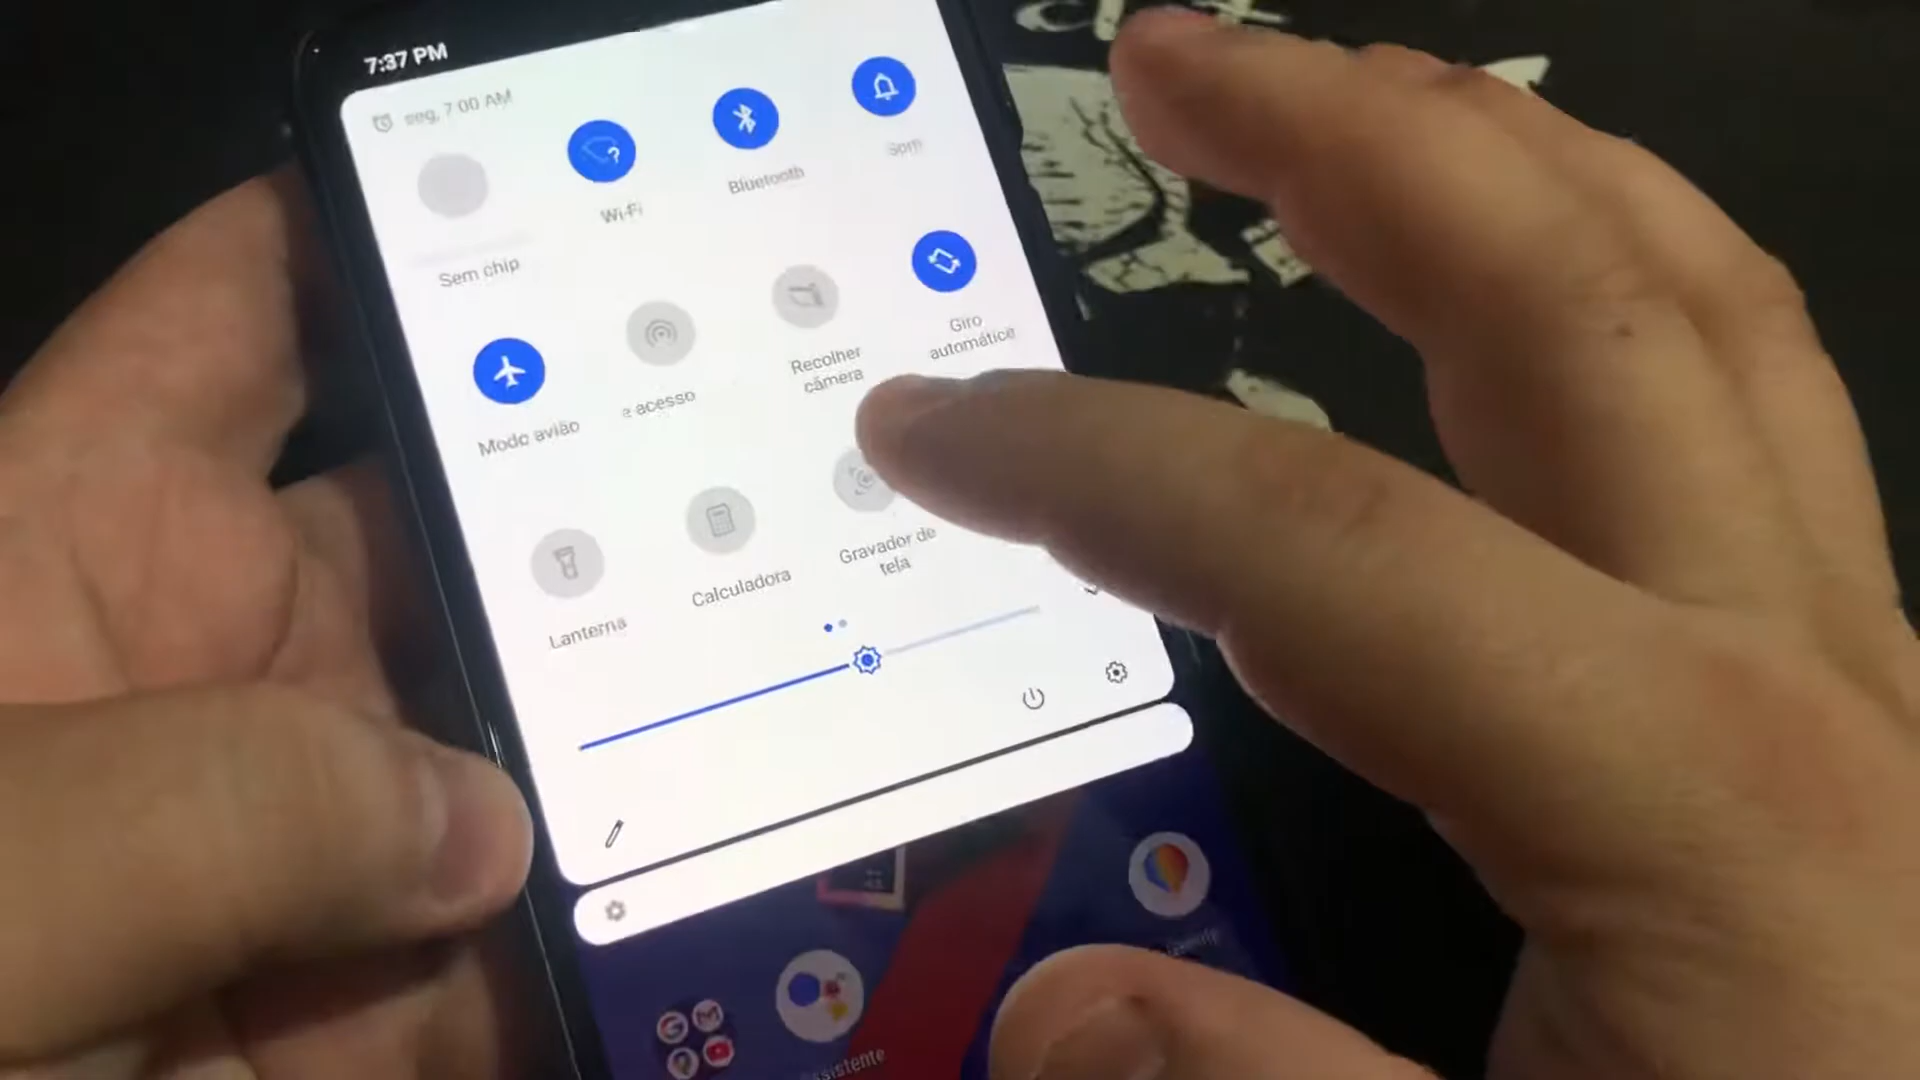 7:37 PM
seg, 7:00 AM
Sem chip
Wi-Fi
Bluetooth
Som
Modo avião
e acesso
Recolher
câmera
Giro
automático
Lanterna
Calculadora
Gravador de
tela
ssistente